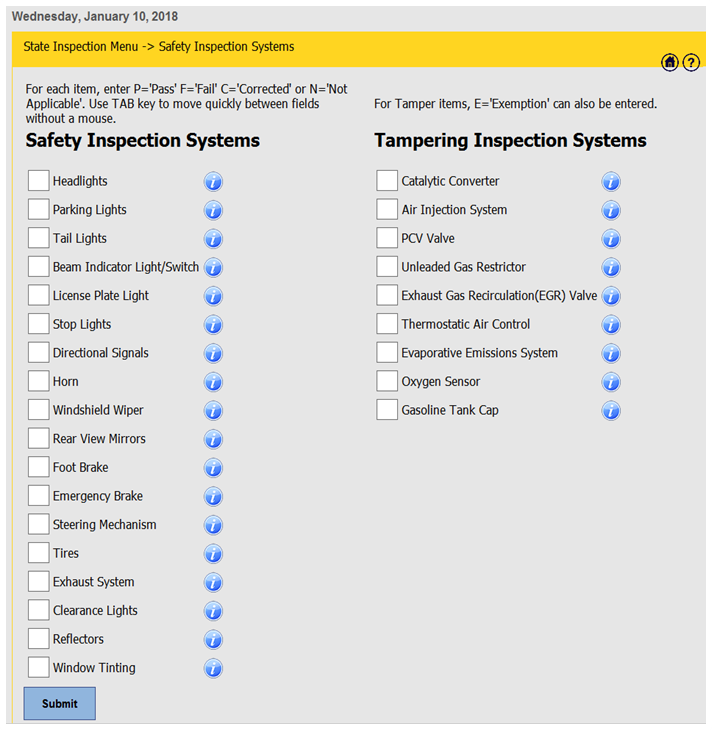 Wednesday, January 10, 2018
State Inspection Menu -> Safety Inspection Systems
?
For each item, enter P='Pass' F='Fail' C='Corrected' or N='Not
Applicable'. Use TAB key to move quickly between fields
without a mouse.
For Tamper items, E='Exemption' can also be entered.
Safety Inspection Systems
Headlights i
Parking Lights i
Tail Lights i
Beam Indicator Light/Switch i
License Plate Light i
Stop Lights i
Directional Signals i
Horn i
Windshield Wiper i
Rear View Mirrors i
Foot Brake i
Emergency Brake i
Steering Mechanism i
Tires i
Exhaust System i
Clearance Lights i
Reflectors i
Window Tinting i
Submit
Tampering Inspection Systems
Catalytic Converter i
Air Injection System i
PCV Valve i
Unleaded Gas Restrictor i
Exhaust Gas Recirculation(EGR) Valve i
Thermostatic Air Control i
Evaporative Emissions System i
Oxygen Sensor i
Gasoline Tank Cap i